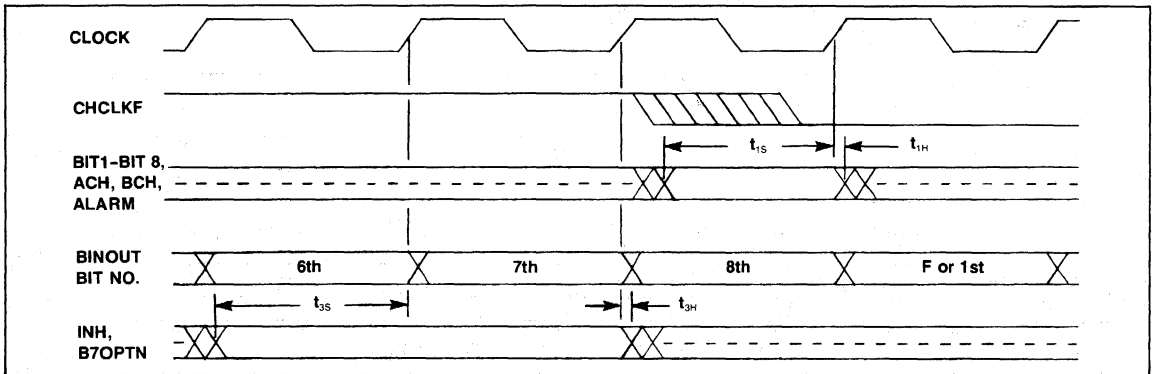 CLOCK
CHCLKF
t1S
t1H
BIT1-BIT 8,
ACH, BCH,
ALARM
BINOUT
BIT NO.
6th
7th
8th
F or 1st
t3S
t3H
INH,
B7OPTN